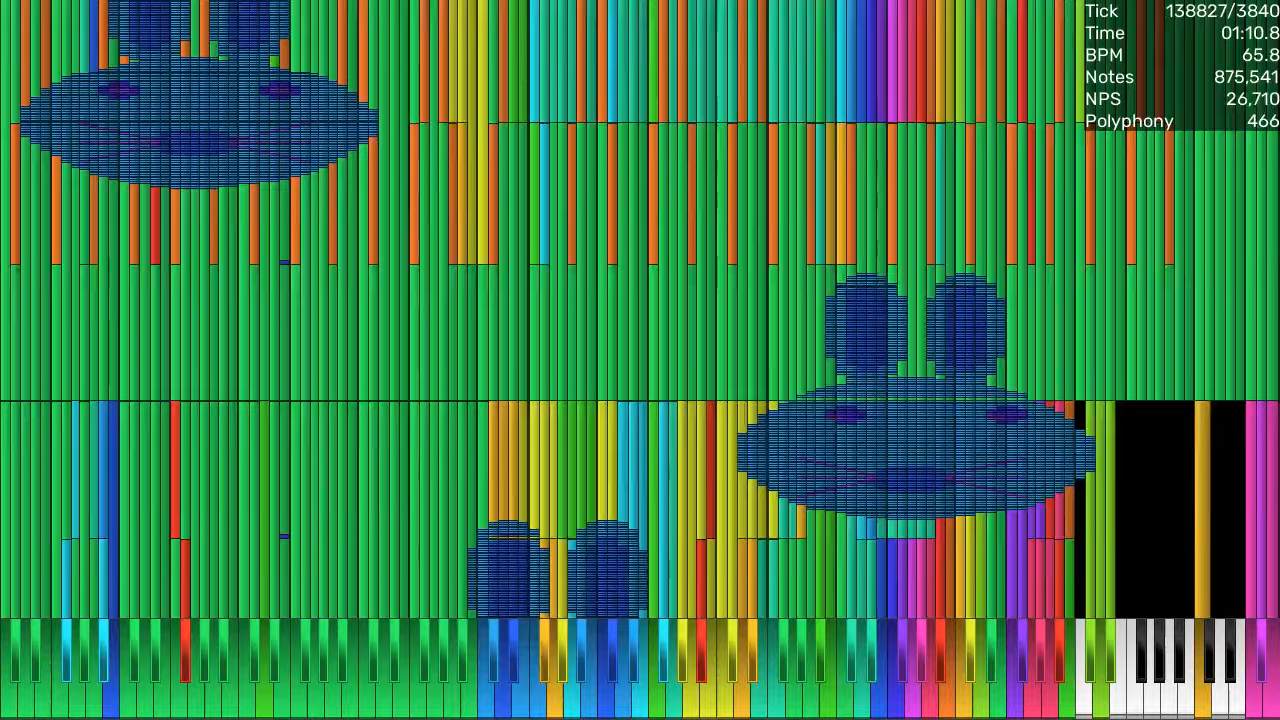 Tick 138827/3840
Time 01:10.8
BPM 65.8
Notes 875,541
NPS 26,710
Polyphony 466